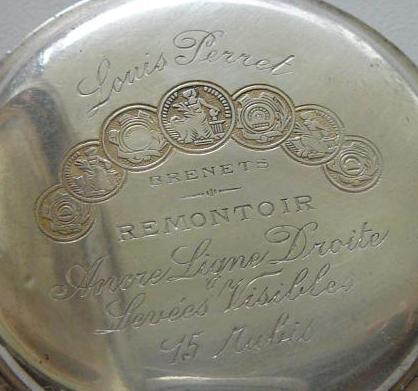 Louis Perret
BRENETS
REMONTOIR
Ancre Ligne Droite
Levées Visibles
15 Rubis